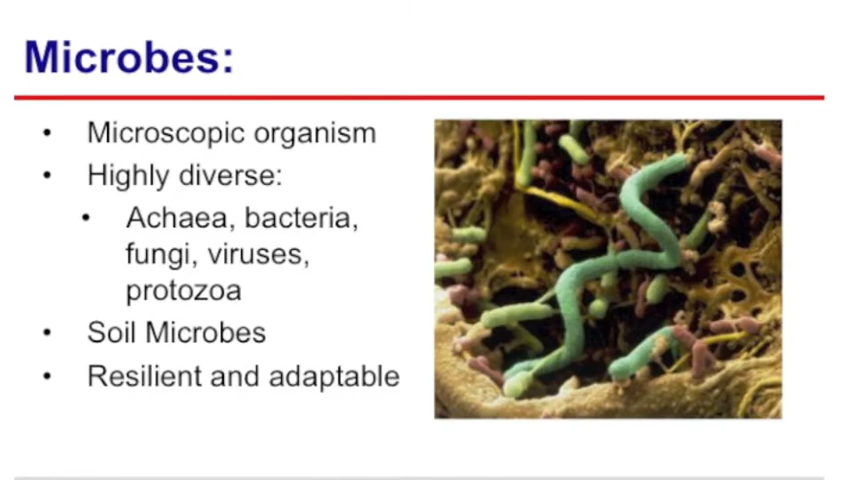 Microbes:
• Microscopic organism
• Highly diverse:
• Achaea, bacteria,
fungi, viruses,
protozoa
• Soil Microbes
• Resilient and adaptable